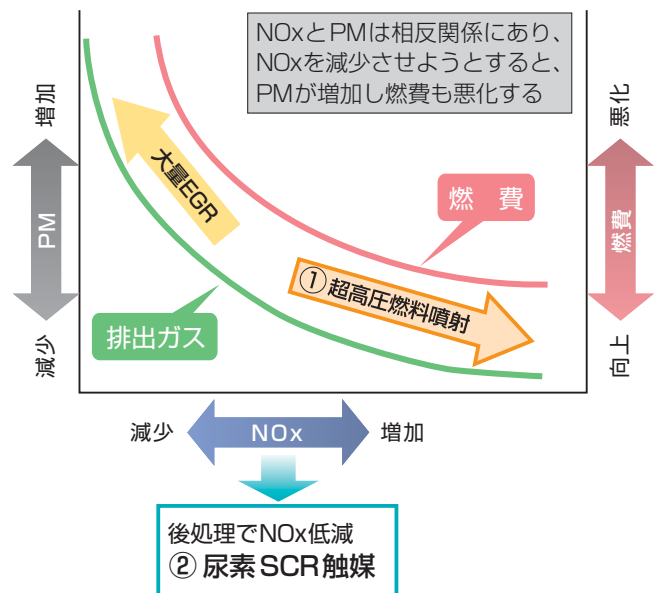 NOxとPMは相反関係にあり、
NOxを減少させようとすると、
PMが増加し燃費も悪化する
増加
PM
減少
大量EGR
燃 費
①超高圧燃料噴射
排出ガス
悪化
燃費
向上
減少
NOx
増加
後処理でNOx低減
② 尿素SCR触媒